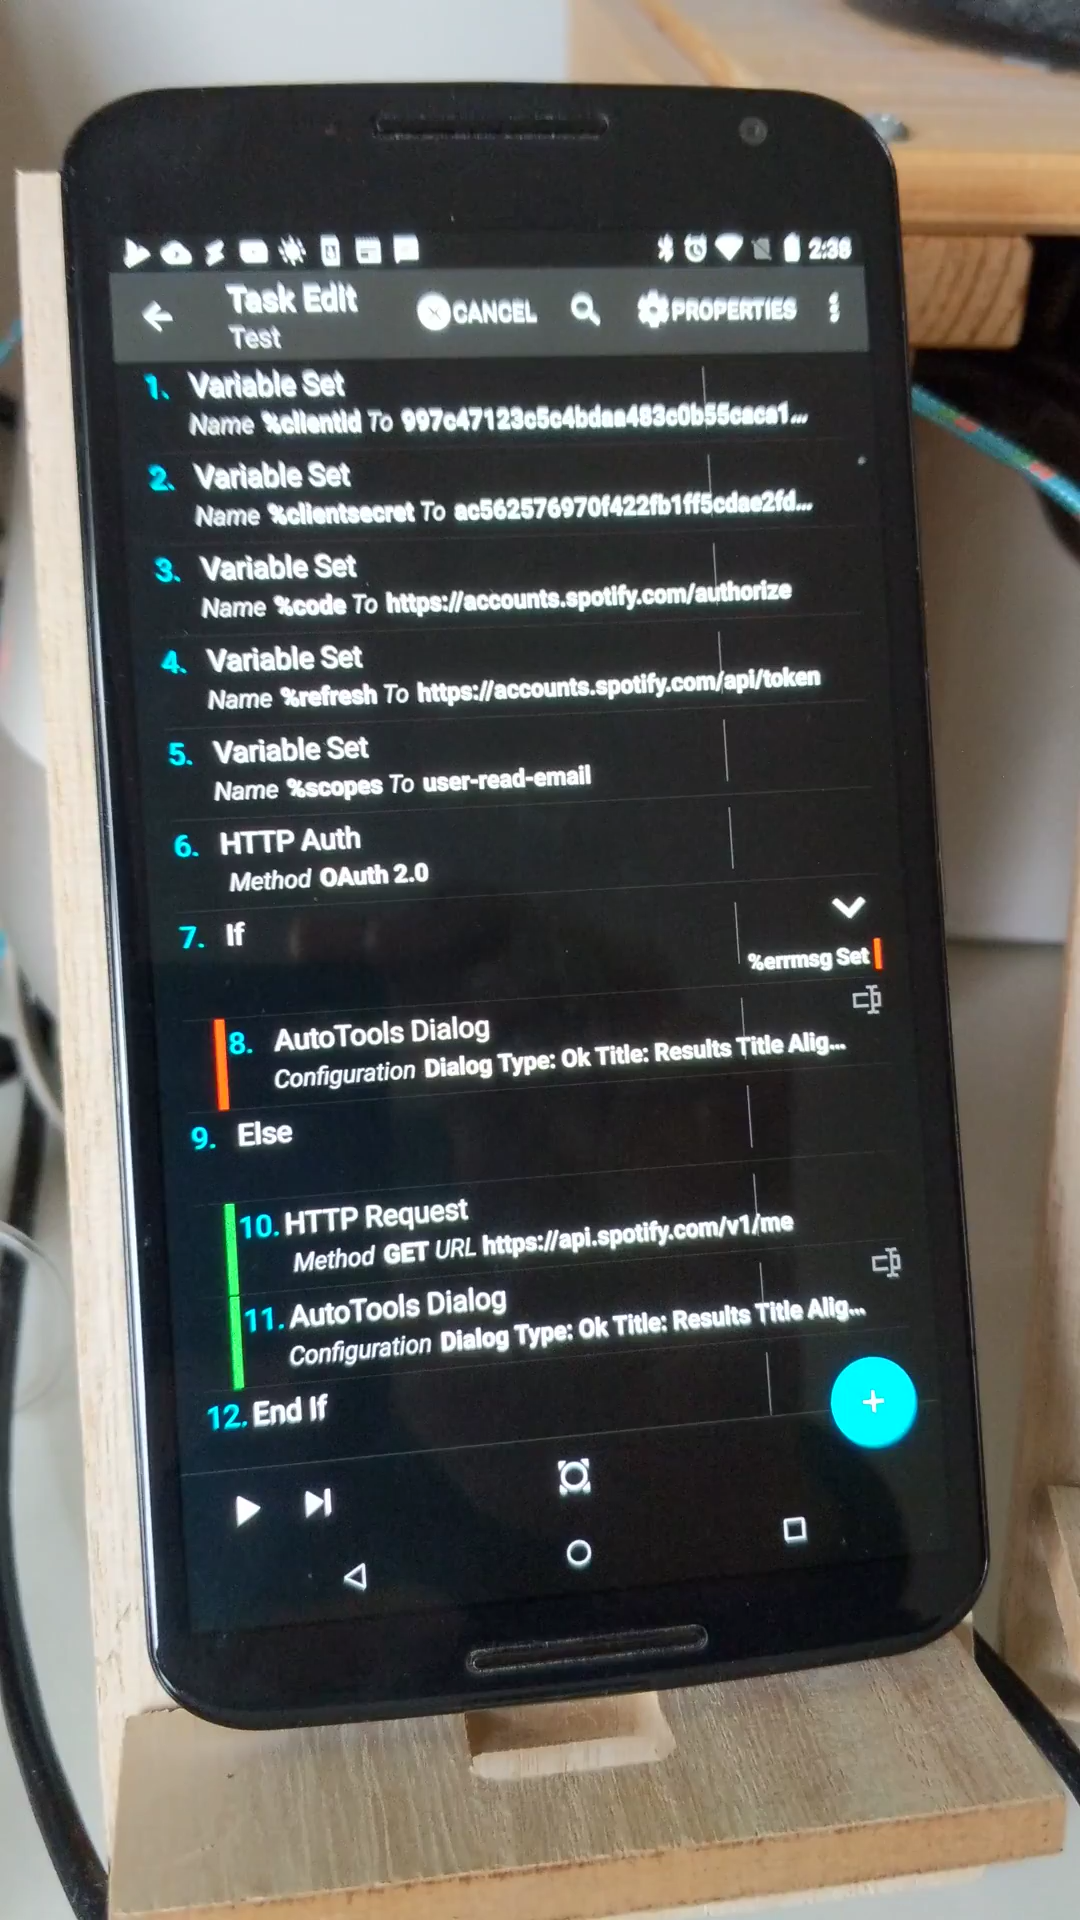 2:36
Task Edit
CANCEL
PROPERTIES
Test
1. Variable Set
Name %clientid To 997c47123c5c4bdaa483c0b55caca1...
2. Variable Set
Name %clientsecret To ac562576970f422fb1ff5cdae2fd...
3. Variable Set
Name %code To https://accounts.spotify.com/authorize
4. Variable Set
Name %refresh To https://accounts.spotify.com/api/token
5. Variable Set
Name %scopes To user-read-email
6. HTTP Auth
Method OAuth 2.0
7. If
%errmsg Set
8. AutoTools Dialog
Configuration Dialog Type: Ok Title: Results Title Alig...
9. Else
10. HTTP Request
Method GET URL https://api.spotify.com/v1/me
11. AutoTools Dialog
Configuration Dialog Type: Ok Title: Results Title Alig...
12. End If